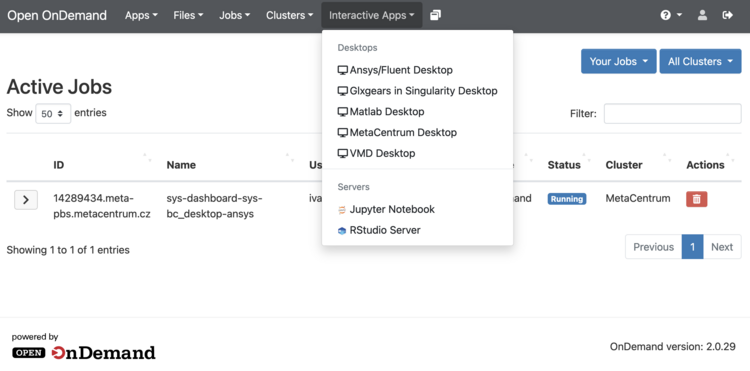 Open OnDemand Apps Files Jobs Clusters Interactive Apps
Desktops
Ansys/Fluent Desktop
Glxgears in Singularity Desktop
Matlab Desktop
MetaCentrum Desktop
VMD Desktop
Servers
Jupyter Notebook
RStudio Server
Your Jobs All Clusters
Active Jobs
Show 50 entries Filter:
ID Name Status Cluster Actions
14289434.meta-pbs.metacentrum.cz
sys-dashboard-sys-bc_desktop-ansys
Running MetaCentrum
Showing 1 to 1 of 1 entries
Previous 1 Next
powered by
OPEN OnDemand
OnDemand version: 2.0.29